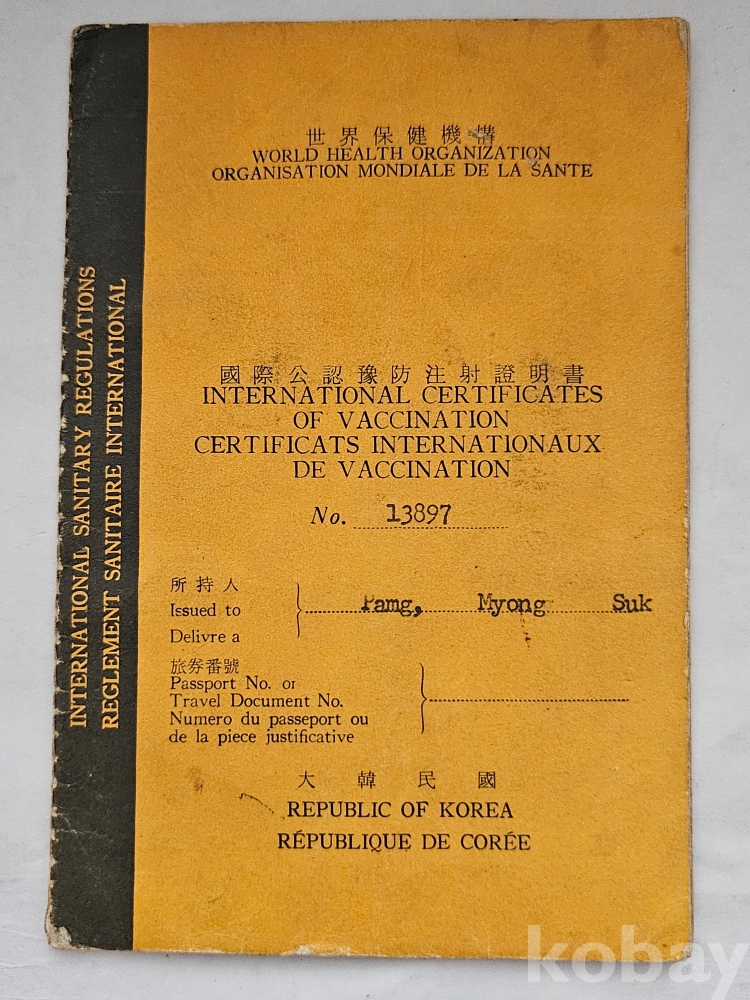 世界保健機構
WORLD HEALTH ORGANIZATION
ORGANISATION MONDIALE DE LA SANTE
國際公認豫防注射證明書
INTERNATIONAL CERTIFICATES
OF VACCINATION
CERTIFICATS INTERNATIONAUX
DE VACCINATION
No. 13897
所持人
Issued to
Delivre a
Pamg, Myong Suk
旅券番號
Passport No. or
Travel Document No.
Numero du passeport ou
de la piece justificative
大韓民國
REPUBLIC OF KOREA
RÉPUBLIQUE DE CORÉE
INTERNATIONAL SANITARY REGULATIONS
REGLEMENT SANITAIRE INTERNATIONAL
kobay